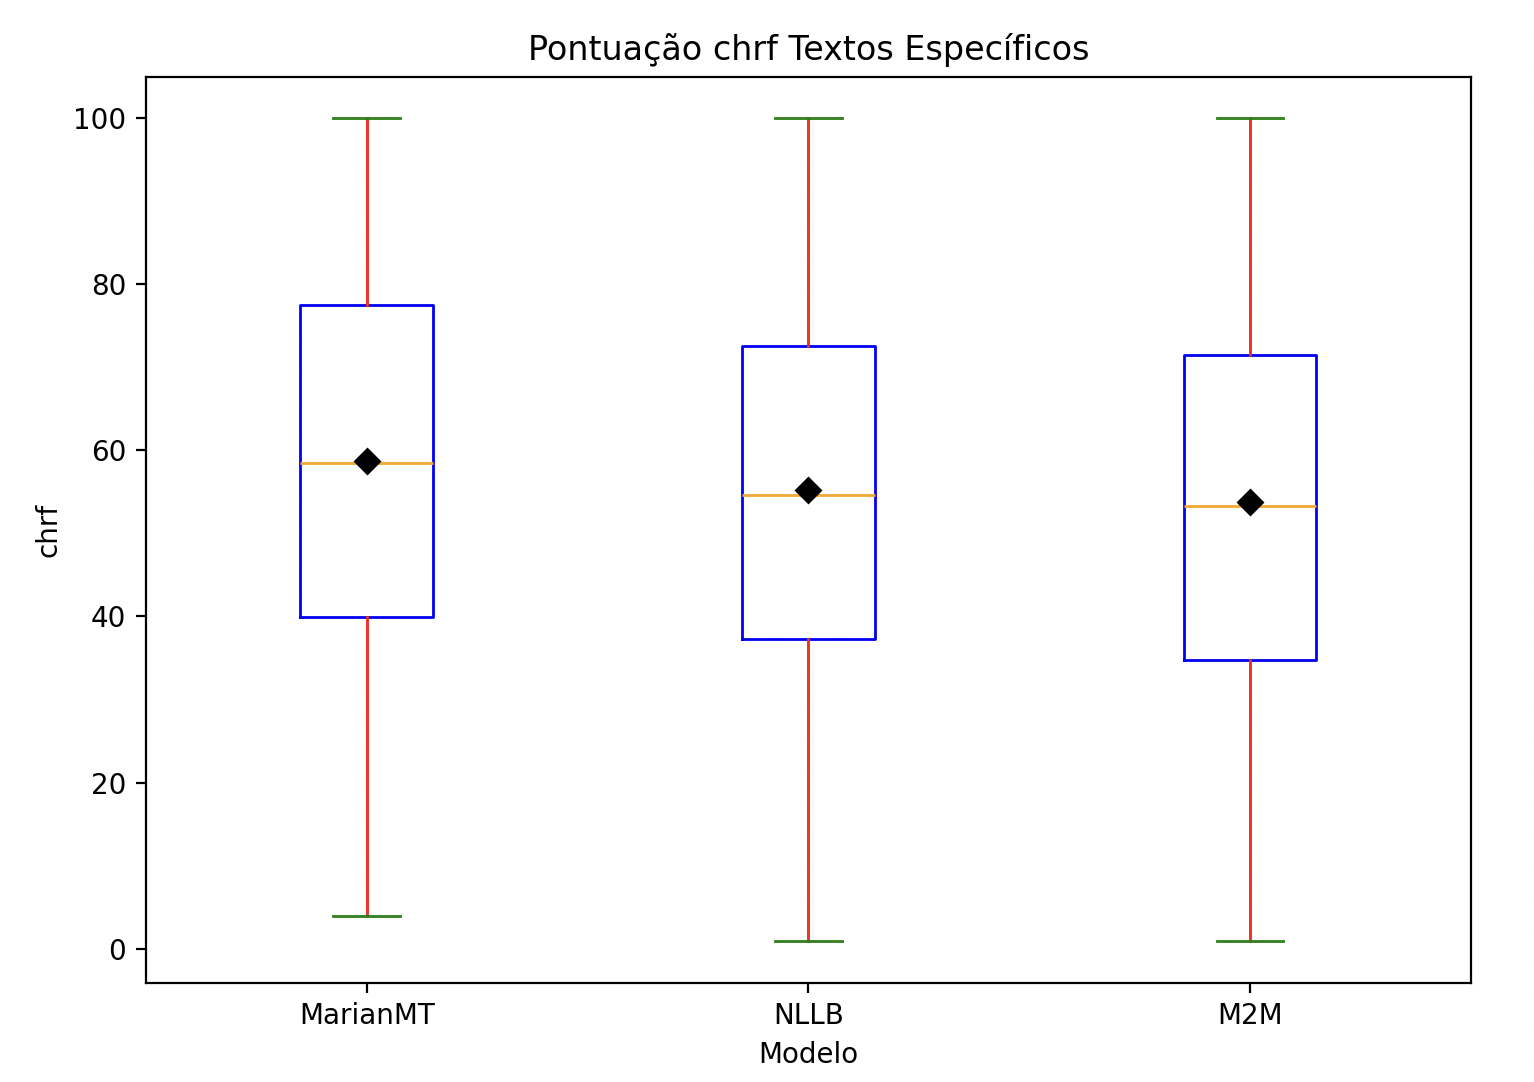 Pontuação chrf Textos Específicos
100
80
60
40
20
0
chrf
MarianMT
NLLB
M2M
Modelo